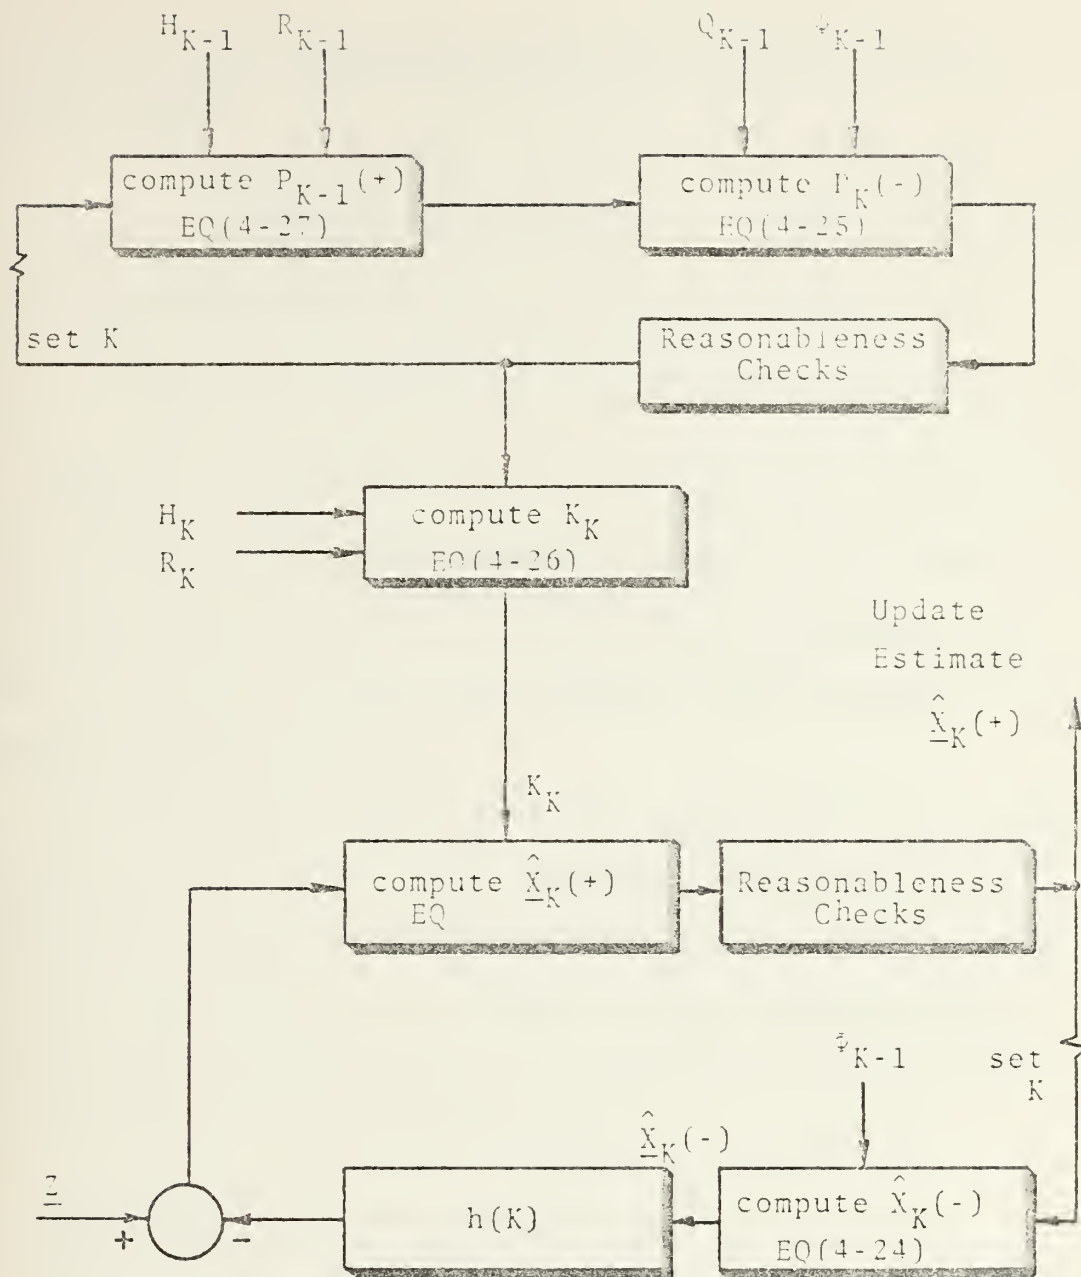 H_{K-1} R_{K-1} Q_{K-1} Φ_{K-1}
compute P_{K-1}(+)
EQ(4-27)
compute P_K(-)
EQ(4-25)
set K
Reasonableness
Checks
H_K
R_K
compute K_K
EQ(4-26)
Update
Estimate
X̲̂_K(+)
K_K
compute X̲̂_K(+)
EQ
Reasonableness
Checks
Φ_{K-1}
set
K
X̲̂_K(-)
Z̲
+
−
h(K)
compute X̂_K(-)
EQ(4-24)